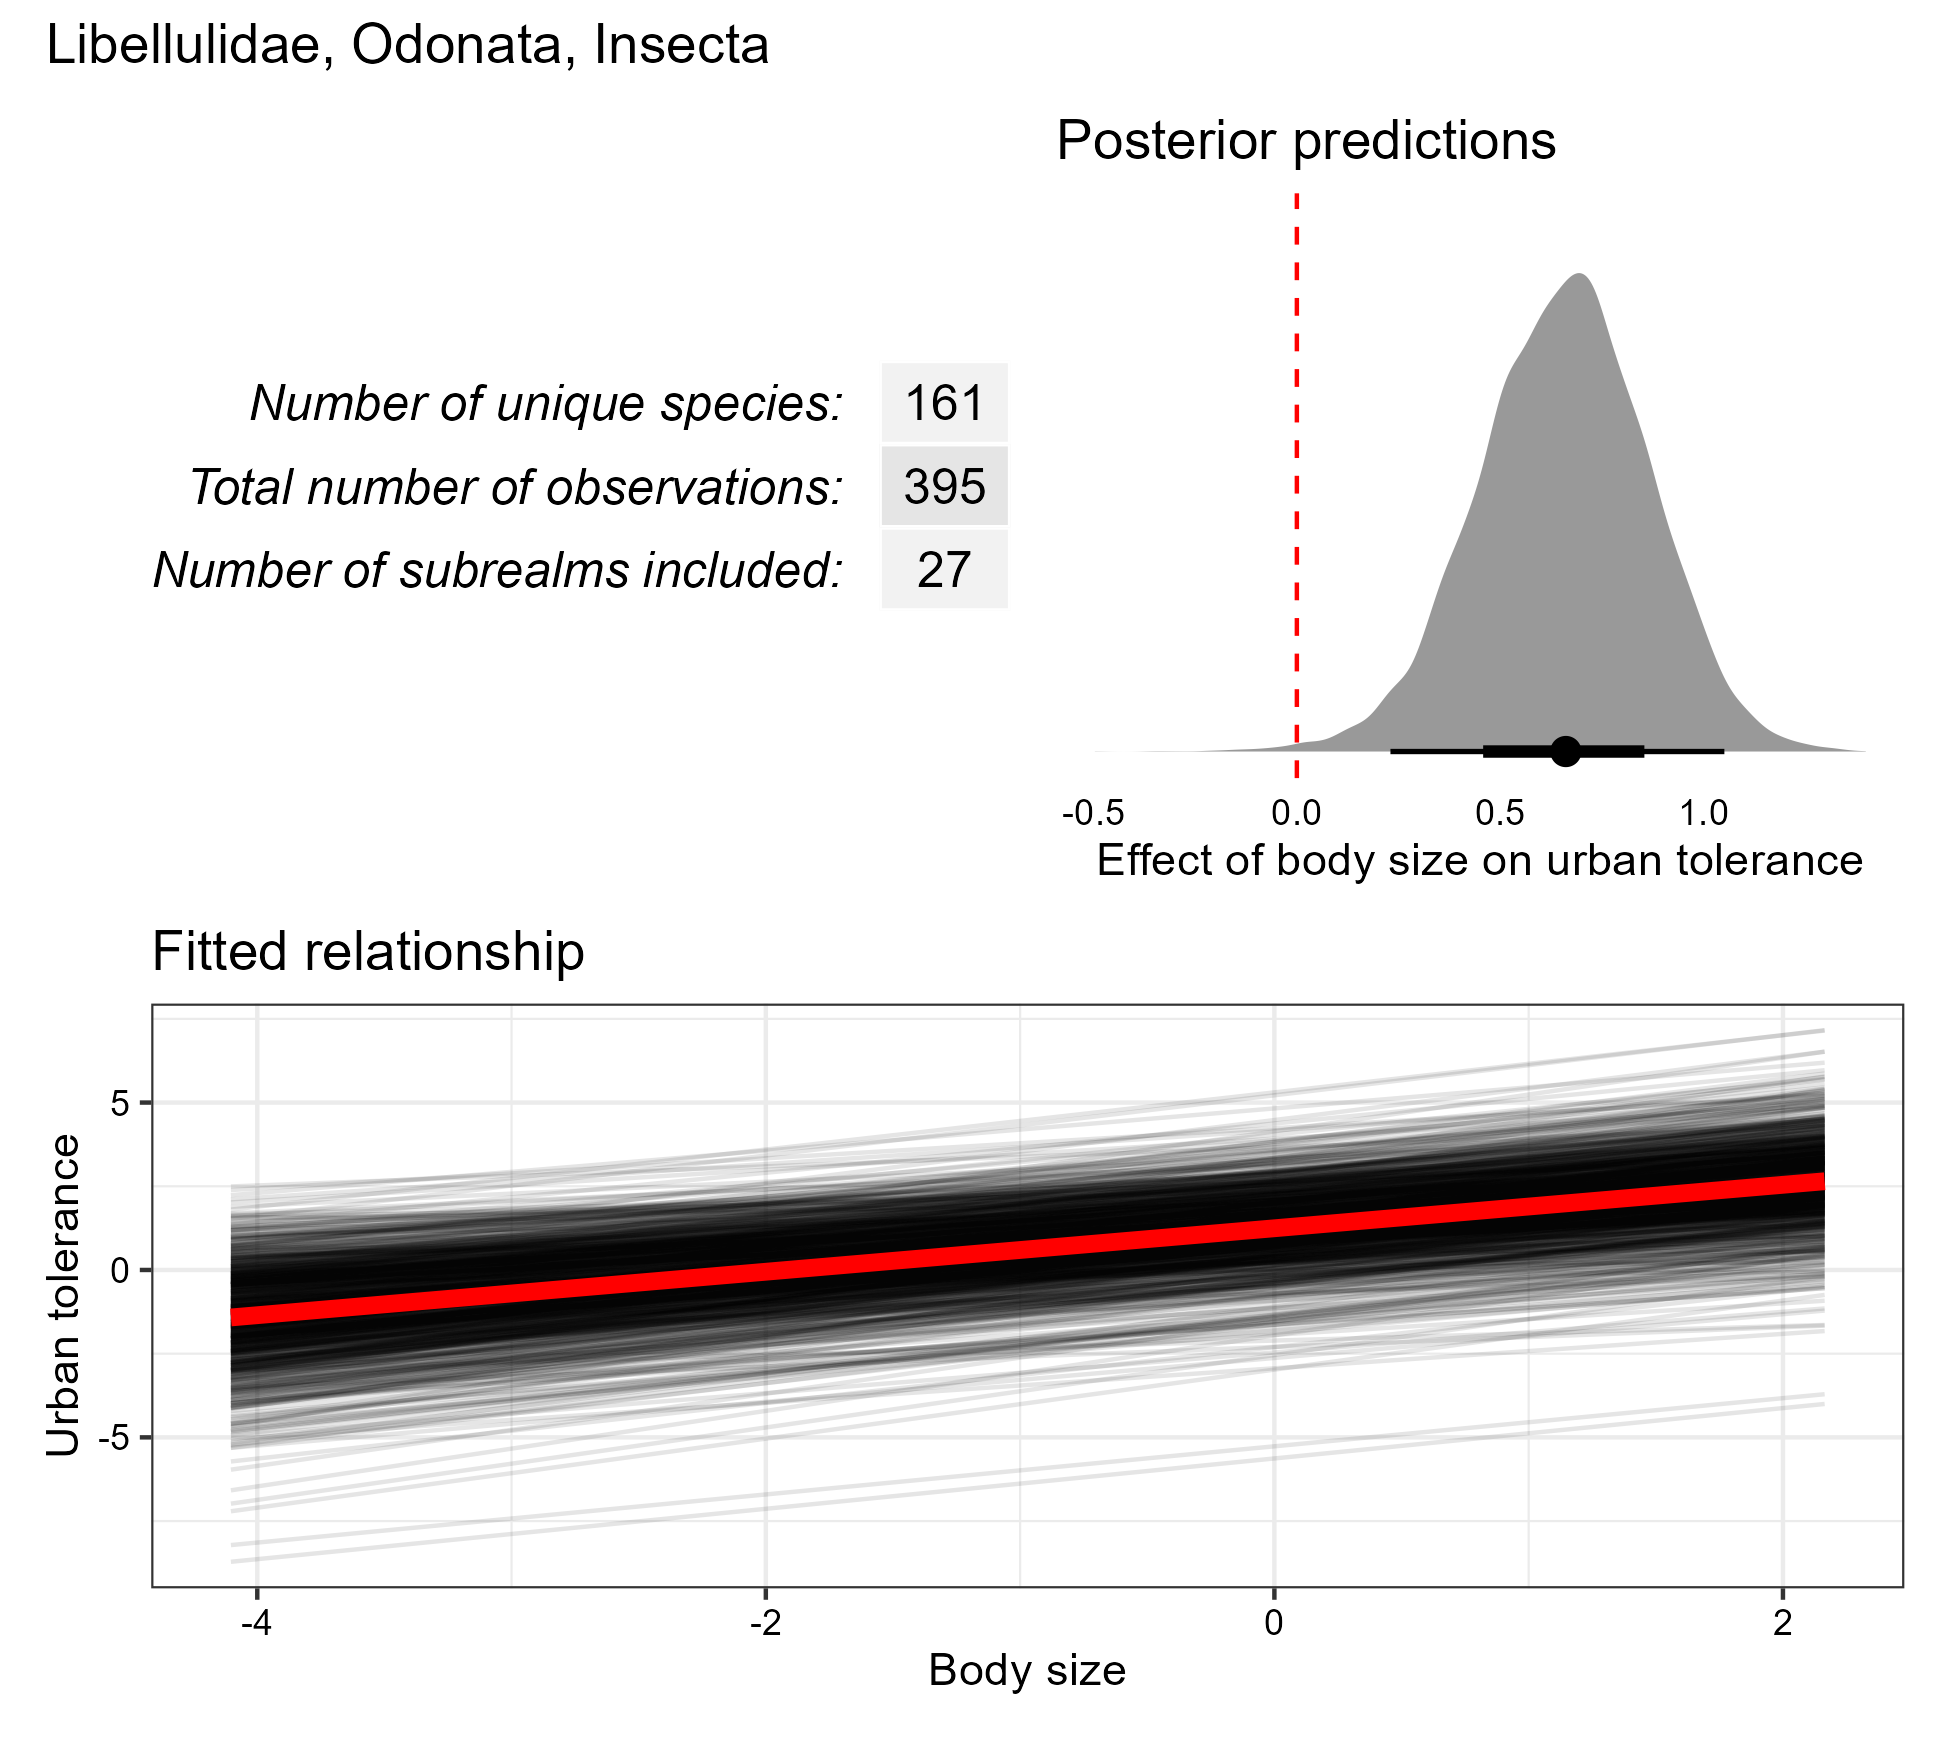 Libellulidae, Odonata, Insecta
Posterior predictions
Number of unique species: 161
Total number of observations: 395
Number of subrealms included: 27
-0.5 0.0 0.5 1.0
Effect of body size on urban tolerance
Fitted relationship
5
0
-5
Urban tolerance
-4 -2 0 2
Body size